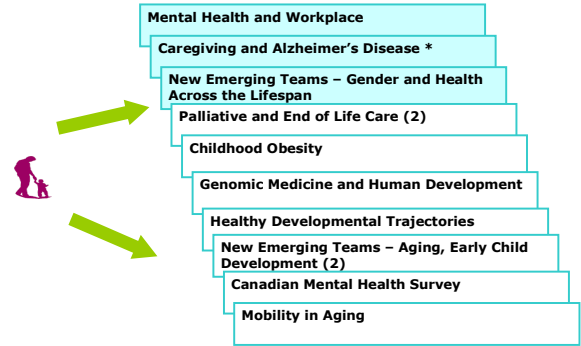 Mental Health and Workplace
Caregiving and Alzheimer’s Disease *
New Emerging Teams – Gender and Health
Across the Lifespan
Palliative and End of Life Care (2)
Childhood Obesity
Genomic Medicine and Human Development
Healthy Developmental Trajectories
New Emerging Teams – Aging, Early Child
Development (2)
Canadian Mental Health Survey
Mobility in Aging